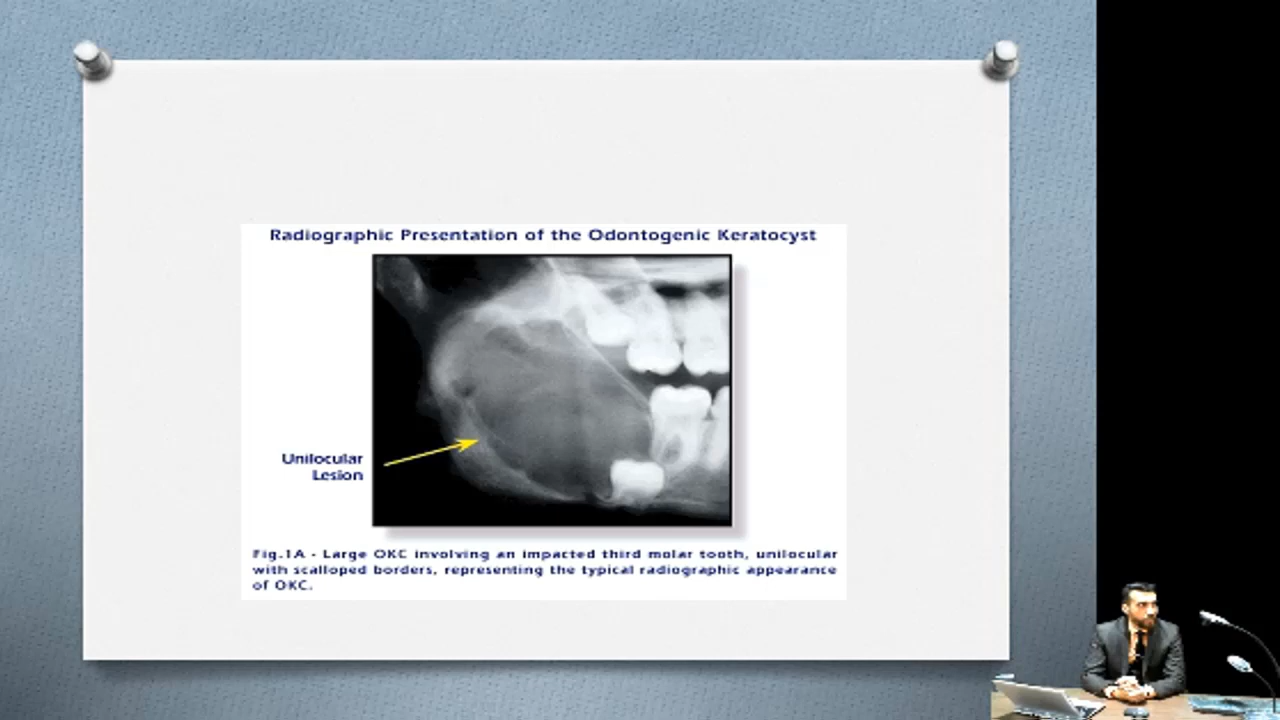 Radiographic Presentation of the Odontogenic Keratocyst
Unilocular
Lesion
Fig.1A - Large OKC involving an impacted third molar tooth, unilocular
with scalloped borders, representing the typical radiographic appearance
of OKC.